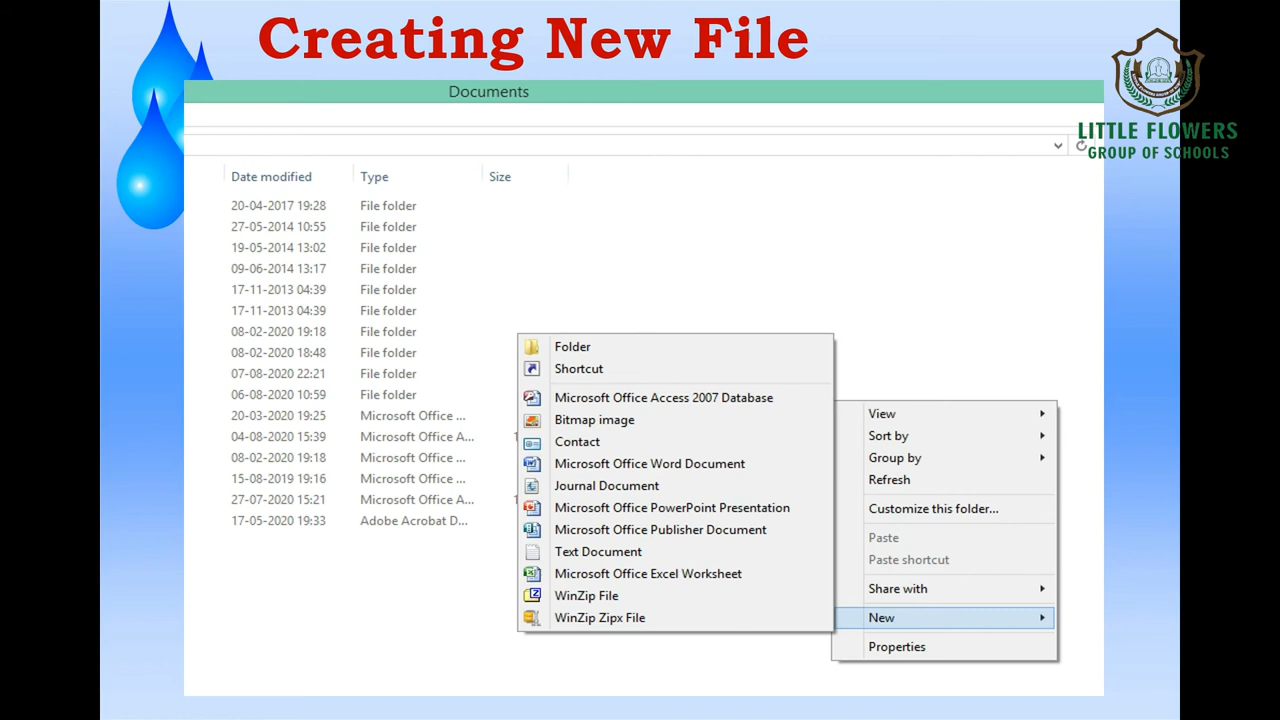 Creating New File
LITTLE FLOWERS
GROUP OF SCHOOLS
Documents
Date modified Type Size
20-04-2017 19:28 File folder
27-05-2014 10:55 File folder
19-05-2014 13:02 File folder
09-06-2014 13:17 File folder
17-11-2013 04:39 File folder
17-11-2013 04:39 File folder
08-02-2020 19:18 File folder
08-02-2020 18:48 File folder
07-08-2020 22:21 File folder
06-08-2020 10:59 File folder
20-03-2020 19:25 Microsoft Office ...
04-08-2020 15:39 Microsoft Office A...
08-02-2020 19:18 Microsoft Office ...
15-08-2019 19:16 Microsoft Office ...
27-07-2020 15:21 Microsoft Office A...
17-05-2020 19:33 Adobe Acrobat D...
Folder
Shortcut
Microsoft Office Access 2007 Database
Bitmap image
Contact
Microsoft Office Word Document
Journal Document
Microsoft Office PowerPoint Presentation
Microsoft Office Publisher Document
Text Document
Microsoft Office Excel Worksheet
WinZip File
WinZip Zipx File
View
Sort by
Group by
Refresh
Customize this folder...
Paste
Paste shortcut
Share with
New
Properties